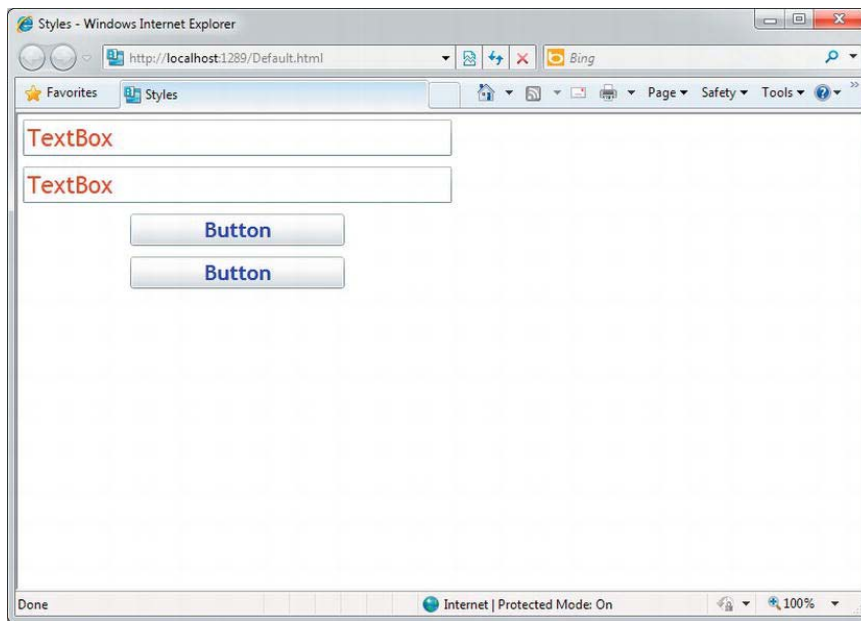 Styles - Windows Internet Explorer
http://localhost:1289/Default.html
Bing
Favorites
Styles
Page
Safety
Tools
TextBox
TextBox
Button
Button
Done
Internet | Protected Mode: On
100%